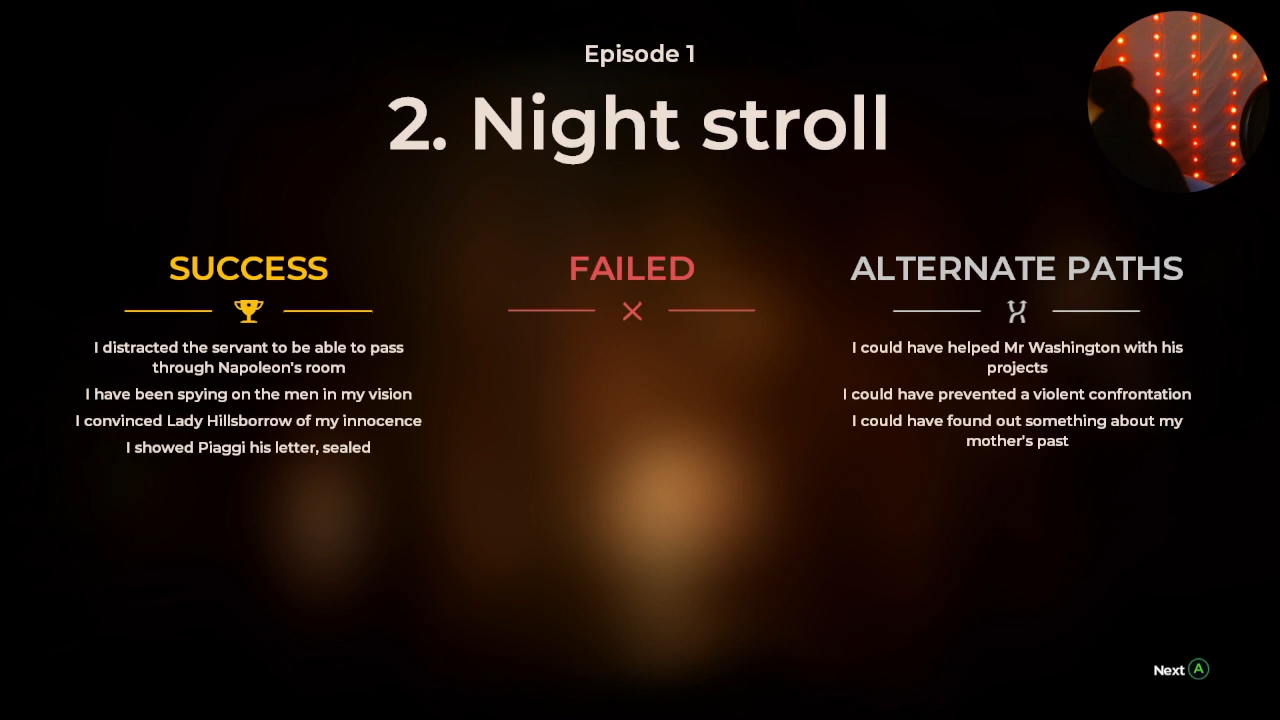 Episode 1
2. Night stroll
SUCCESS
I distracted the servant to be able to pass
through Napoleon's room
I have been spying on the men in my vision
I convinced Lady Hillsborrow of my innocence
I showed Piaggi his letter, sealed
FAILED
ALTERNATE PATHS
I could have helped Mr Washington with his
projects
I could have prevented a violent confrontation
I could have found out something about my
mother's past
Next A